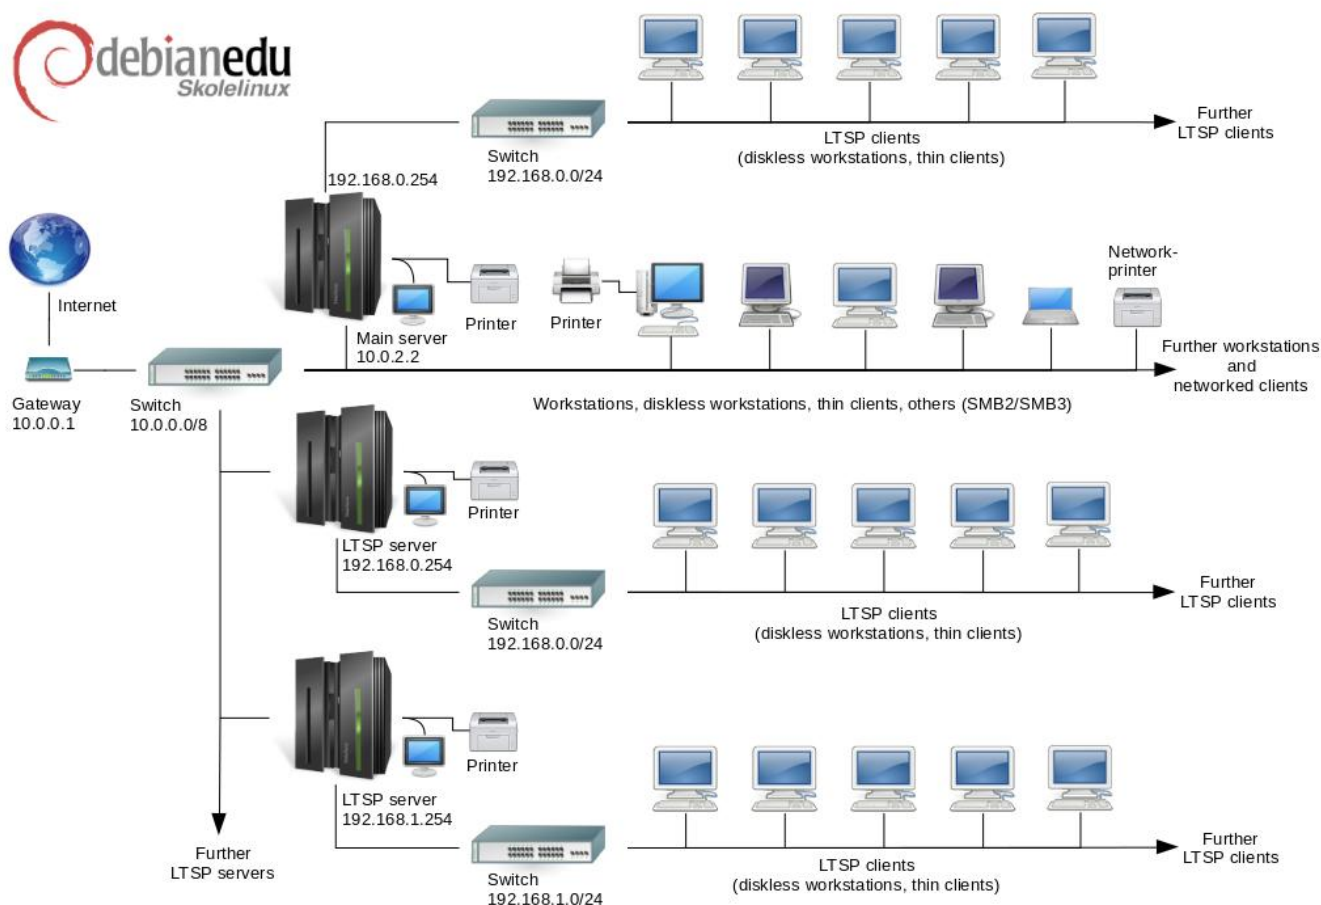 debianedu
Skolelinux
Further
LTSP clients
LTSP clients
(diskless workstations, thin clients)
Switch
192.168.0.0/24
192.168.0.254
Internet
Network-
printer
Printer
Printer
Main server
10.0.2.2
Further workstations
and
networked clients
Gateway
10.0.0.1
Switch
10.0.0.0/8
Workstations, diskless workstations, thin clients, others (SMB2/SMB3)
Printer
LTSP server
192.168.0.254
Further
LTSP clients
Switch
192.168.0.0/24
LTSP clients
(diskless workstations, thin clients)
Printer
LTSP server
192.168.1.254
Further
LTSP servers
Further
LTSP clients
Switch
192.168.1.0/24
LTSP clients
(diskless workstations, thin clients)